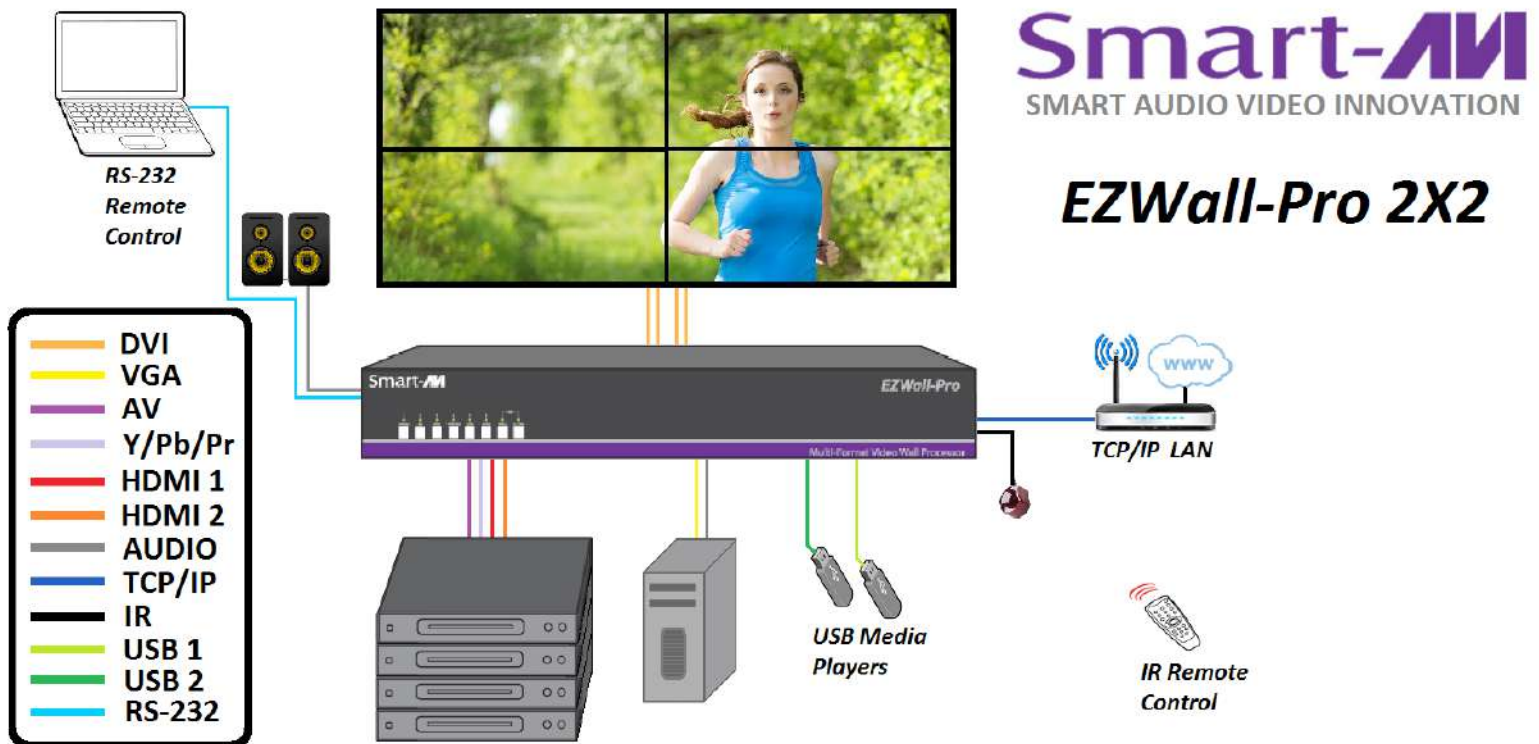 Smart-AVI
SMART AUDIO VIDEO INNOVATION
EZWall-Pro 2X2
RS-232
Remote
Control
DVI
VGA
AV
Y/Pb/Pr
HDMI 1
HDMI 2
AUDIO
TCP/IP
IR
USB 1
USB 2
RS-232
Smart-AVI
EZWall-Pro
Multi-Format Video Wall Processor
www
TCP/IP LAN
USB Media
Players
IR Remote
Control